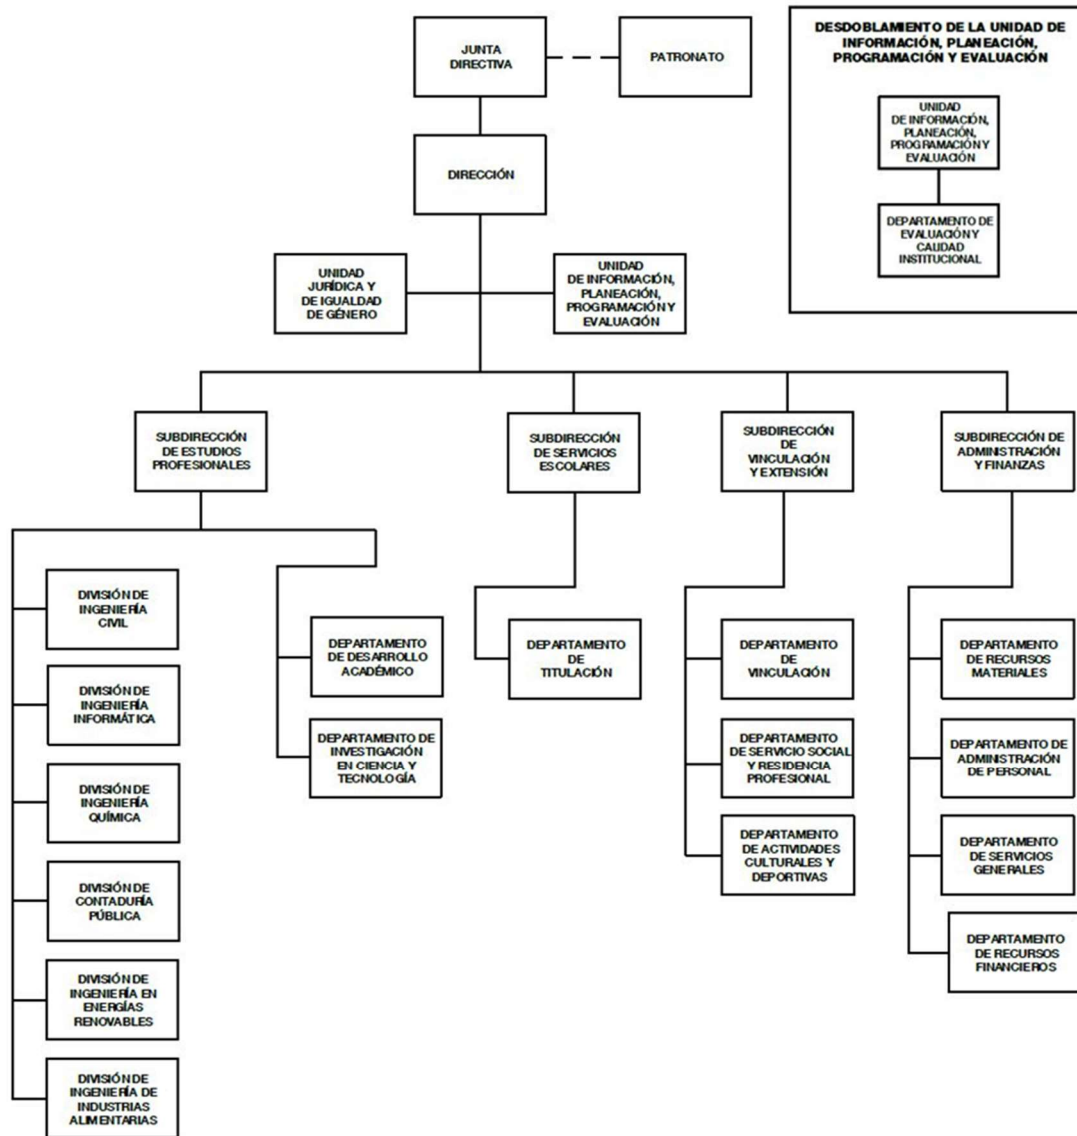 JUNTA
DIRECTIVA
PATRONATO
DESDOBLAMIENTO DE LA UNIDAD DE
INFORMACIÓN, PLANEACIÓN,
PROGRAMACIÓN Y EVALUACIÓN
UNIDAD
DE INFORMACIÓN,
PLANEACIÓN,
PROGRAMACIÓN Y
EVALUACIÓN
DEPARTAMENTO DE
EVALUACIÓN Y
CALIDAD
INSTITUCIONAL
DIRECCIÓN
UNIDAD
JURÍDICA Y
DE IGUALDAD
DE GÉNERO
UNIDAD
DE INFORMACIÓN,
PLANEACIÓN,
PROGRAMACIÓN Y
EVALUACIÓN
SUBDIRECCIÓN
DE ESTUDIOS
PROFESIONALES
SUBDIRECCIÓN
DE SERVICIOS
ESCOLARES
SUBDIRECCIÓN
DE
VINCULACIÓN
Y EXTENSIÓN
SUBDIRECCIÓN DE
ADMINISTRACIÓN
Y FINANZAS
DIVISIÓN DE
INGENIERÍA
CIVIL
DIVISIÓN DE
INGENIERÍA
INFORMÁTICA
DIVISIÓN DE
INGENIERÍA
QUÍMICA
DIVISIÓN DE
CONTADURÍA
PÚBLICA
DIVISIÓN DE
INGENIERÍA EN
ENERGÍAS
RENOVABLES
DIVISIÓN DE
INGENIERÍA DE
INDUSTRIAS
ALIMENTARIAS
DEPARTAMENTO
DE DESARROLLO
ACADÉMICO
DEPARTAMENTO DE
INVESTIGACIÓN
EN CIENCIA Y
TECNOLOGÍA
DEPARTAMENTO
DE
TITULACIÓN
DEPARTAMENTO
DE
VINCULACIÓN
DEPARTAMENTO
DE SERVICIO SOCIAL
Y RESIDENCIA
PROFESIONAL
DEPARTAMENTO
DE ACTIVIDADES
CULTURALES Y
DEPORTIVAS
DEPARTAMENTO
DE RECURSOS
MATERIALES
DEPARTAMENTO DE
ADMINISTRACIÓN
DE PERSONAL
DEPARTAMENTO
DE SERVICIOS
GENERALES
DEPARTAMENTO
DE RECURSOS
FINANCIEROS